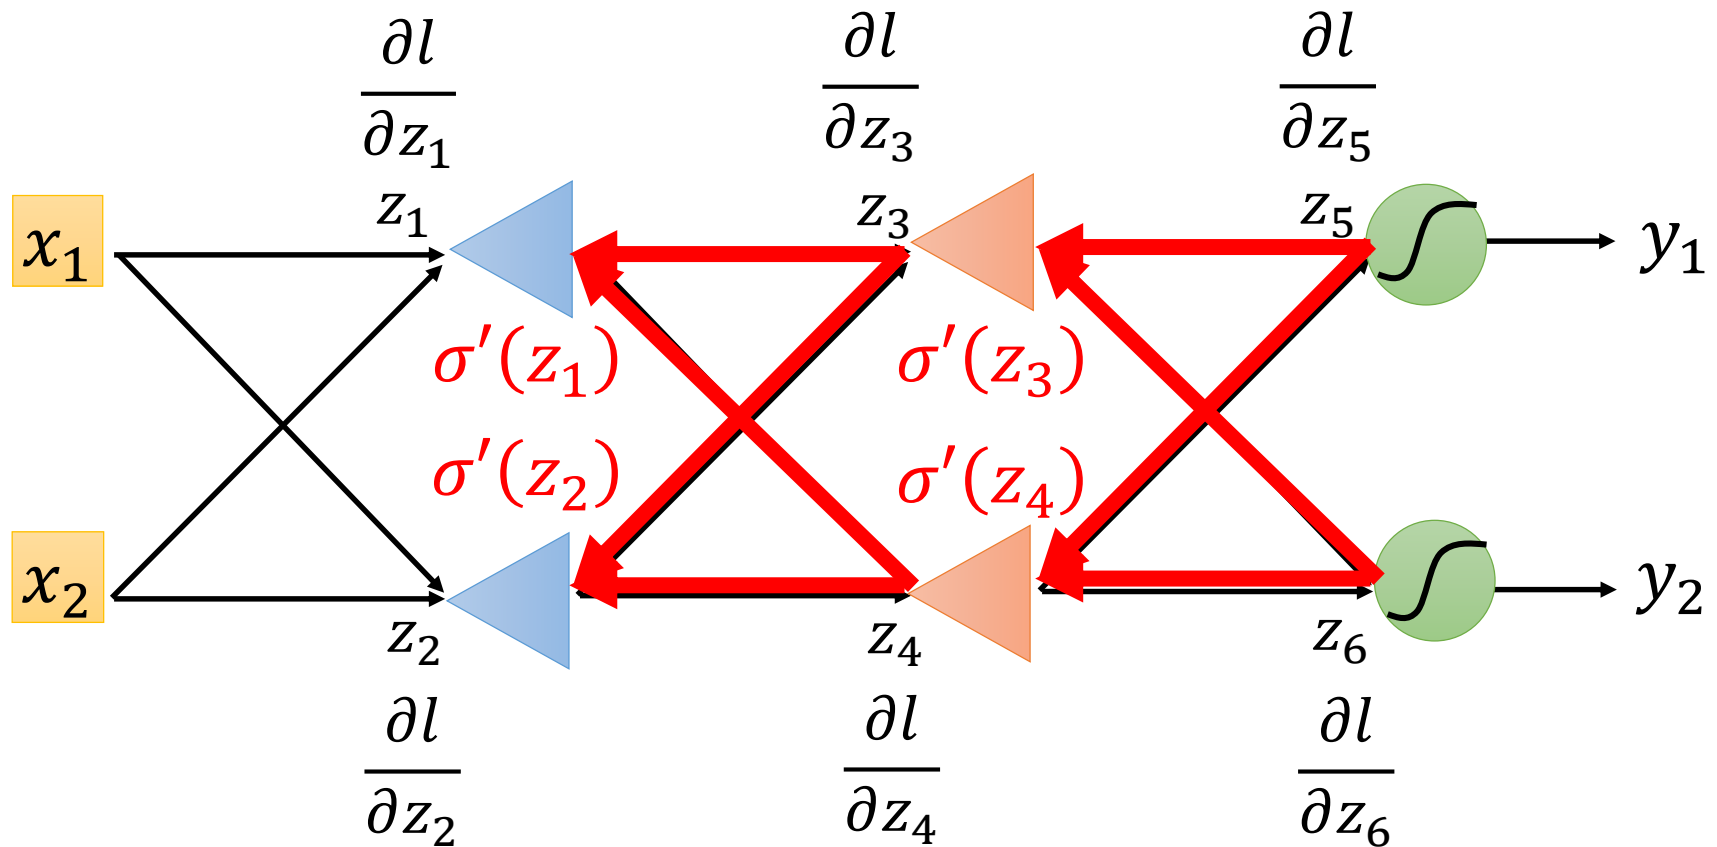 ∂l/∂z₁ ∂l/∂z₃ ∂l/∂z₅
z₁ z₃ z₅
x₁ y₁
σ′(z₁) σ′(z₃)
σ′(z₂) σ′(z₄)
x₂ y₂
z₂ z₄ z₆
∂l/∂z₂ ∂l/∂z₄ ∂l/∂z₆